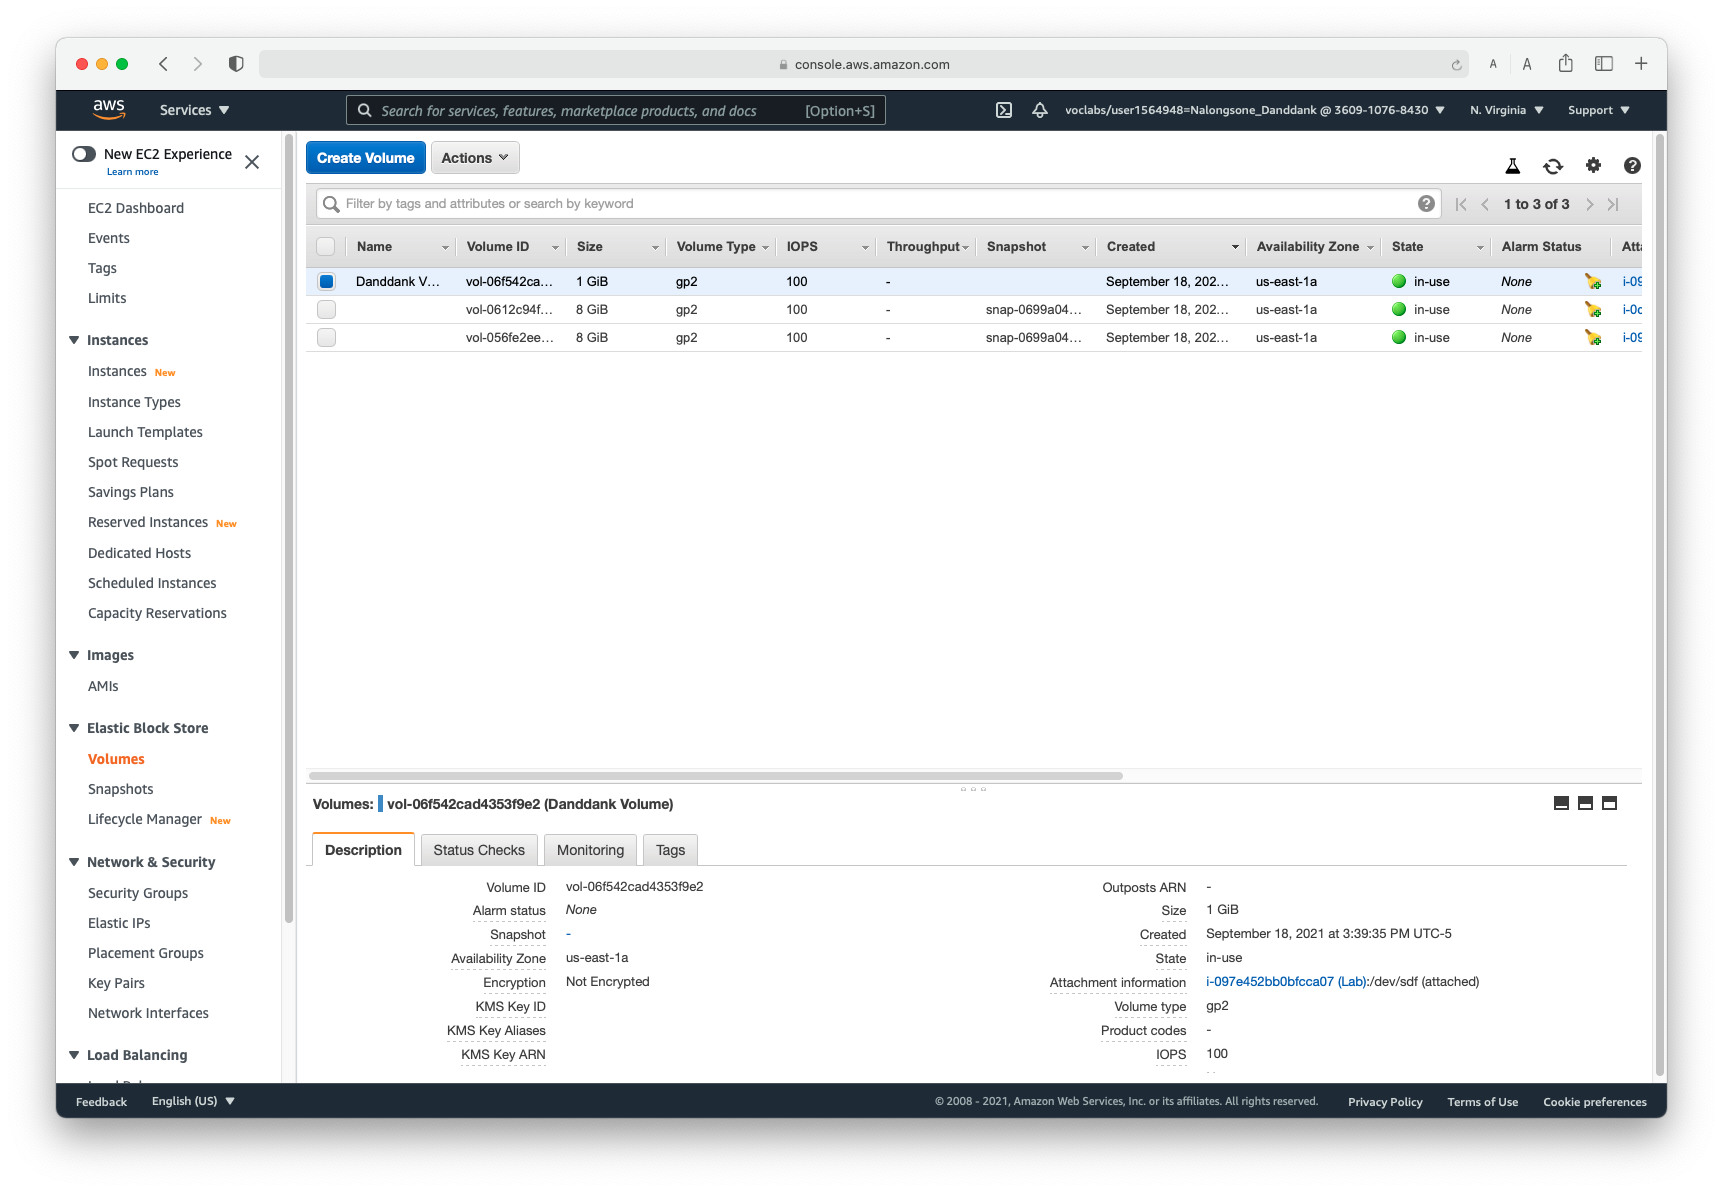 console.aws.amazon.com
A A
aws Services Search for services, features, marketplace products, and docs [Option+S] voclabs/user1564948=Nalongsone_Danddank @ 3609-1076-8430 N. Virginia Support
New EC2 Experience
Learn more
EC2 Dashboard
Events
Tags
Limits
Instances
Instances New
Instance Types
Launch Templates
Spot Requests
Savings Plans
Reserved Instances New
Dedicated Hosts
Scheduled Instances
Capacity Reservations
Images
AMIs
Elastic Block Store
Volumes
Snapshots
Lifecycle Manager New
Network & Security
Security Groups
Elastic IPs
Placement Groups
Key Pairs
Network Interfaces
Load Balancing
Create Volume Actions
Filter by tags and attributes or search by keyword 1 to 3 of 3
Name Volume ID Size Volume Type IOPS Throughput Snapshot Created Availability Zone State Alarm Status Atta
Danddank V... vol-06f542ca... 1 GiB gp2 100 - September 18, 202... us-east-1a in-use None i-09
vol-0612c94f... 8 GiB gp2 100 - snap-0699a04... September 18, 202... us-east-1a in-use None i-0c
vol-056fe2ee... 8 GiB gp2 100 - snap-0699a04... September 18, 202... us-east-1a in-use None i-09
Volumes: vol-06f542cad4353f9e2 (Danddank Volume)
Description Status Checks Monitoring Tags
Volume ID vol-06f542cad4353f9e2
Alarm status None
Snapshot -
Availability Zone us-east-1a
Encryption Not Encrypted
KMS Key ID
KMS Key Aliases
KMS Key ARN
Outposts ARN -
Size 1 GiB
Created September 18, 2021 at 3:39:35 PM UTC-5
State in-use
Attachment information i-097e452bb0bfcca07 (Lab):/dev/sdf (attached)
Volume type gp2
Product codes -
IOPS 100
Feedback English (US) © 2008 - 2021, Amazon Web Services, Inc. or its affiliates. All rights reserved. Privacy Policy Terms of Use Cookie preferences